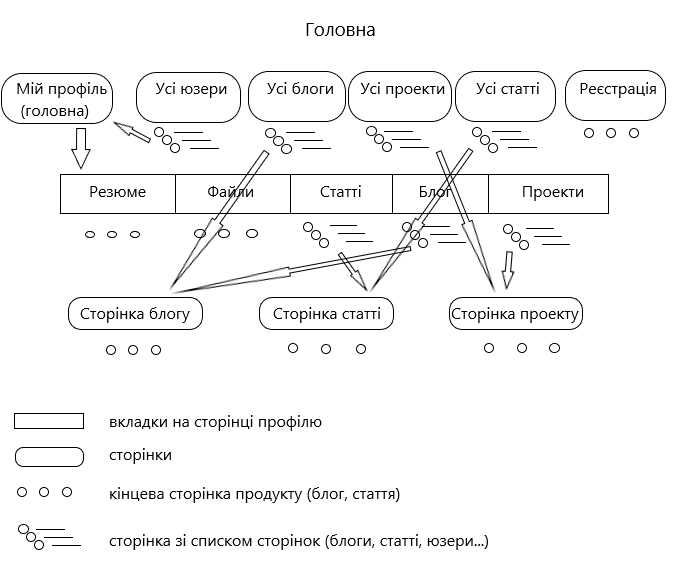 Головна
Мій профіль
(головна)
Усі юзери
Усі блоги
Усі проекти
Усі статті
Реєстрація
Резюме
Файли
Статті
Блог
Проекти
Сторінка блогу
Сторінка статті
Сторінка проекту
вкладки на сторінці профілю
сторінки
кінцева сторінка продукту (блог, стаття)
сторінка зі списком сторінок (блоги, статті, юзери...)